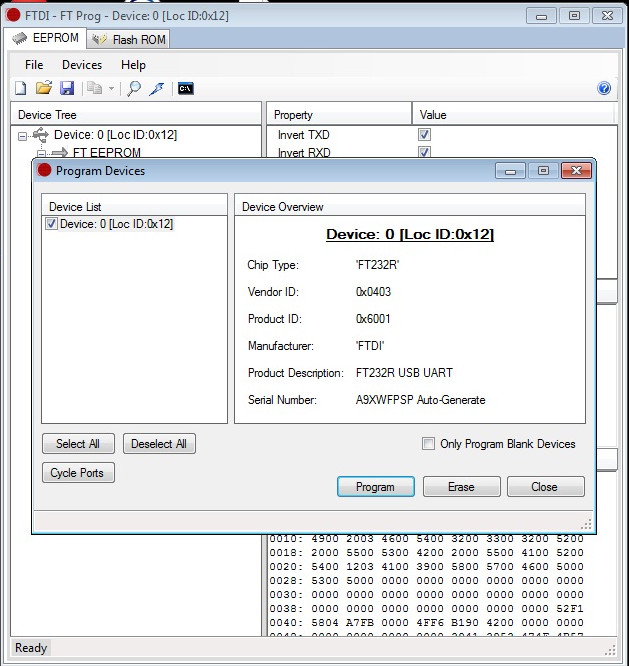 FTDI - FT Prog - Device: 0 [Loc ID:0x12]
EEPROM Flash ROM
File Devices Help
C:\
Device Tree Property Value
Device: 0 [Loc ID:0x12] Invert TXD
FT EEPROM Invert RXD
Program Devices
Device List Device Overview
Device: 0 [Loc ID:0x12] Device: 0 [Loc ID:0x12]
Chip Type: 'FT232R'
Vendor ID: 0x0403
Product ID: 0x6001
Manufacturer: 'FTDI'
Product Description: FT232R USB UART
Serial Number: A9XWFPSP Auto-Generate
Select All Deselect All Only Program Blank Devices
Cycle Ports
Program Erase Close
0010: 4900 2003 4600 5400 3200 3300 3200 5200
0018: 2000 5500 5300 4200 2000 5500 4100 5200
0020: 5400 1203 4100 3900 5800 5700 4600 5000
0028: 5300 5000 0000 0000 0000 0000 0000 0000
0030: 0000 0000 0000 0000 0000 0000 0000 0000
0038: 0000 0000 0000 0000 0000 0000 0000 52F1
0040: 5804 A7FB 0000 4FF6 B190 4200 0000 0000
Ready